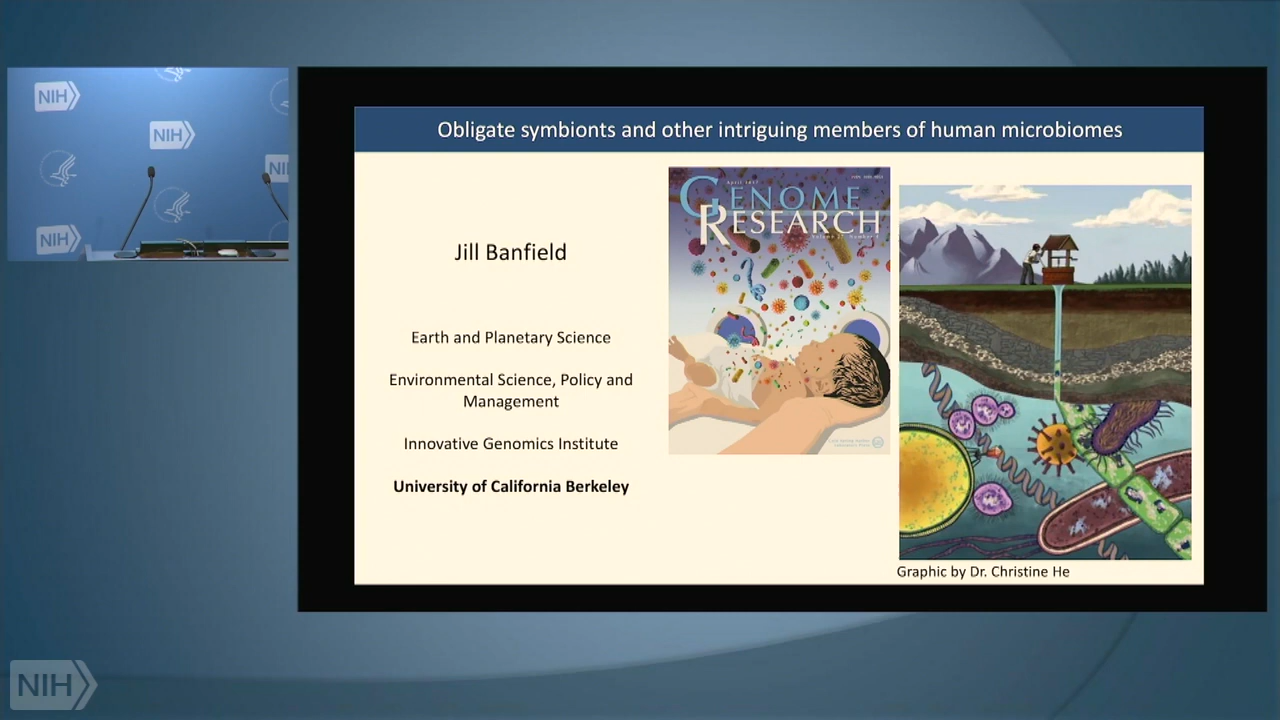 NIH
NIH
NI
NIH
Obligate symbionts and other intriguing members of human microbiomes
Jill Banfield
Earth and Planetary Science
Environmental Science, Policy and
Management
Innovative Genomics Institute
University of California Berkeley
GENOME
RESEARCH
Graphic by Dr. Christine He
NIH